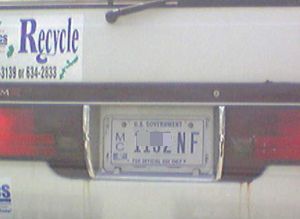 Recycle
-3139 or 634-2833
U.S. GOVERNMENT
MC
NF
FOR OFFICIAL USE ONLY